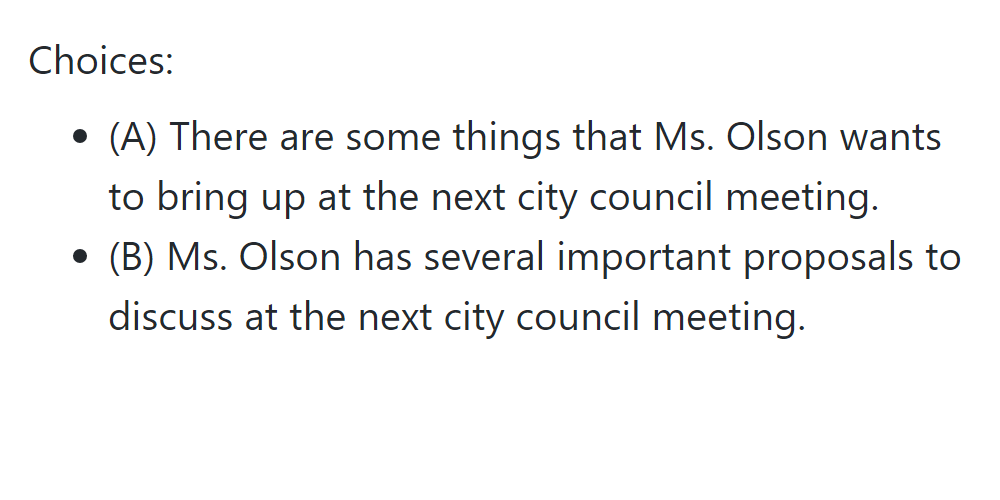 Choices:
• (A) There are some things that Ms. Olson wants
to bring up at the next city council meeting.
• (B) Ms. Olson has several important proposals to
discuss at the next city council meeting.